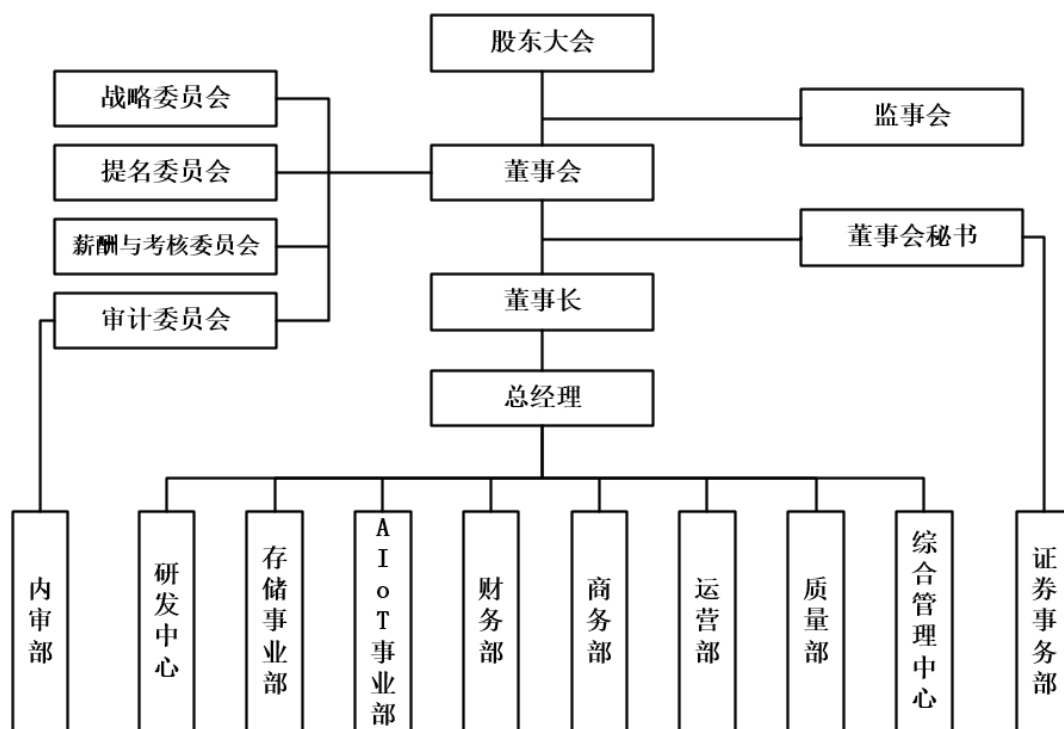 股东大会
战略委员会
监事会
提名委员会
董事会
薪酬与考核委员会
董事会秘书
董事长
审计委员会
总经理
内审部
研发中心
存储事业部
AIoT事业部
财务部
商务部
运营部
质量部
综合管理中心
证券事务部